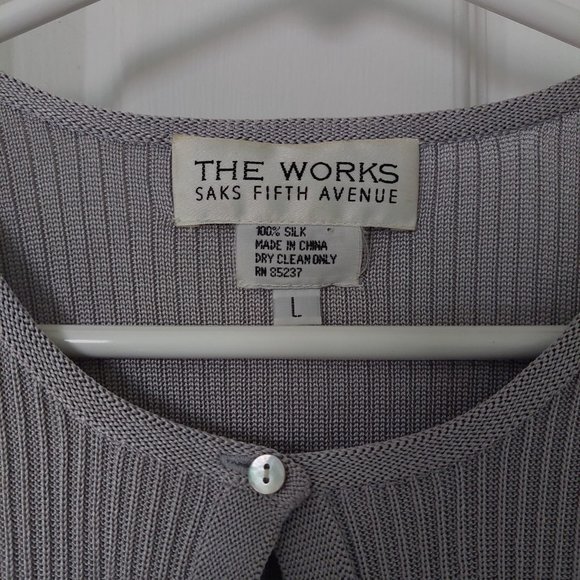 THE WORKS
SAKS FIFTH AVENUE
100% SILK
MADE IN CHINA
DRY CLEAN ONLY
RN 85237
L